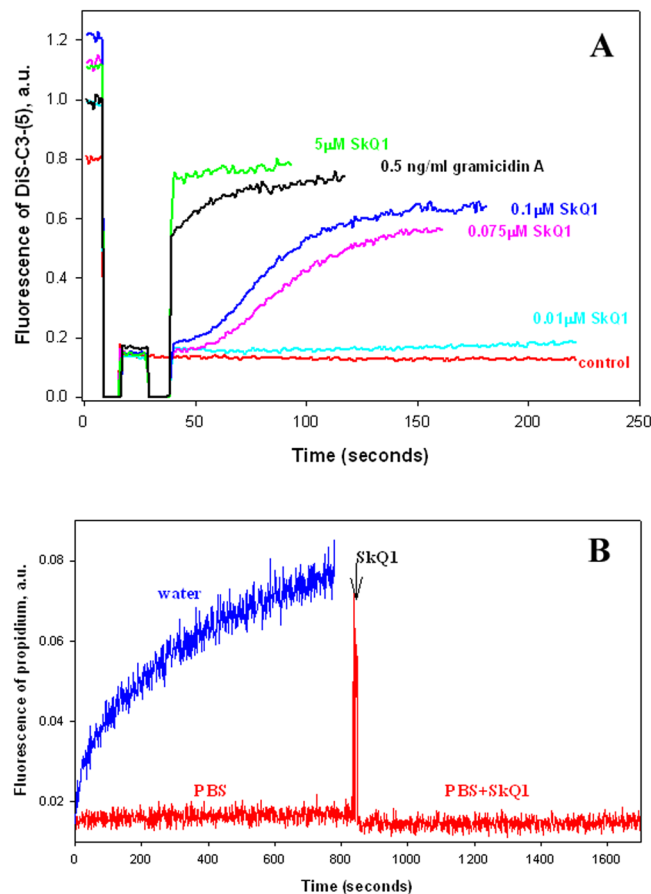 A
Fluorescence of DiS-C3-(5), a.u.
1.2
1.0
0.8
0.6
0.4
0.2
0.0
5μM SkQ1
0.5 ng/ml gramicidin A
0.1μM SkQ1
0.075μM SkQ1
0.01μM SkQ1
control
0 50 100 150 200 250
Time (seconds)
B
Fluorescence of propidium, a.u.
0.08
0.06
0.04
0.02
SkQ1
water
PBS
PBS+SkQ1
0 200 400 600 800 1000 1200 1400 1600
Time (seconds)